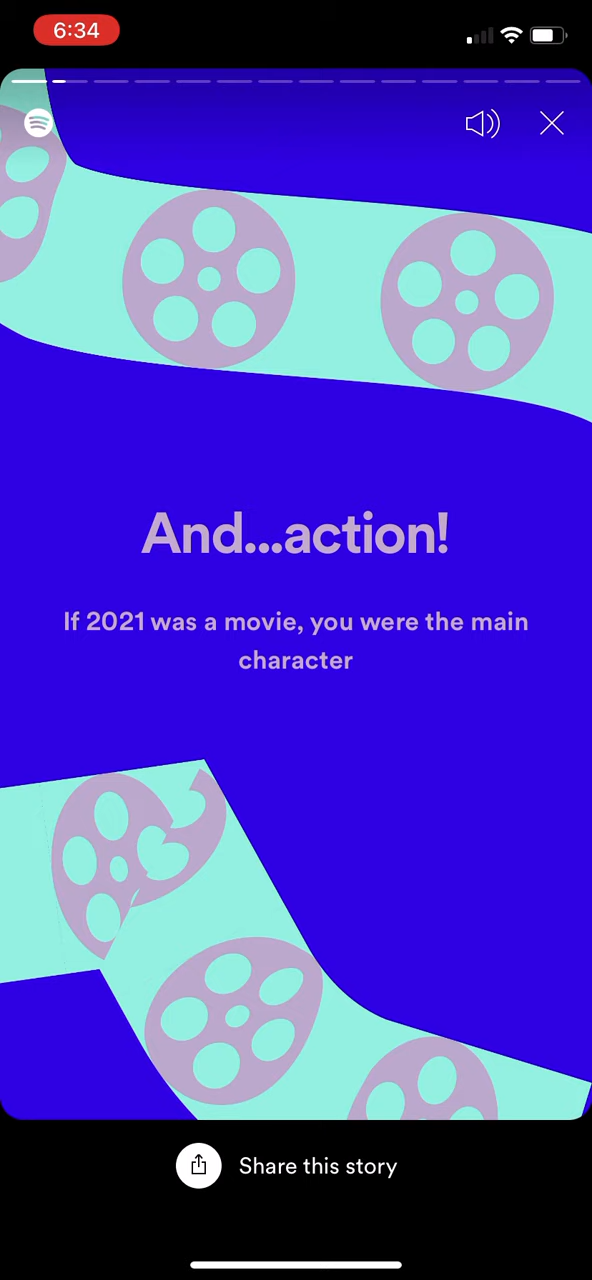 6:34
And...action!
If 2021 was a movie, you were the main
character
Share this story